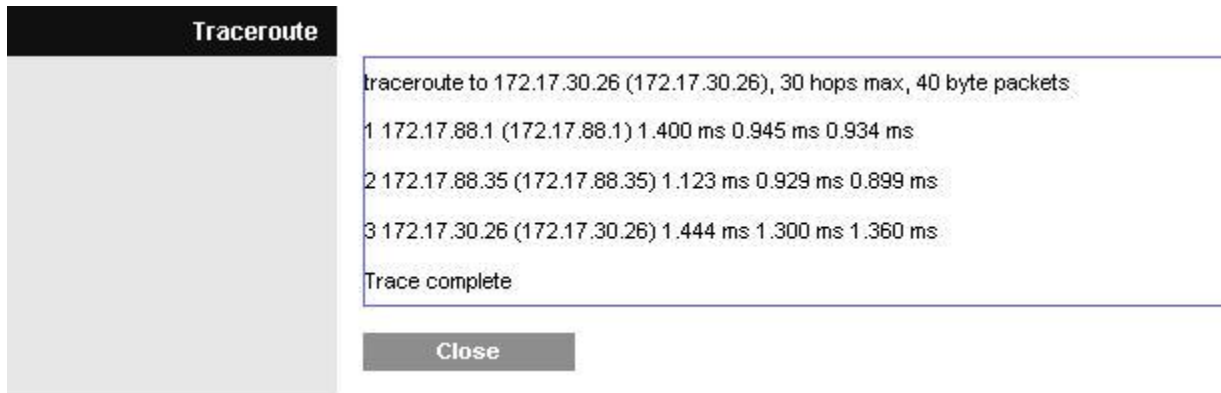 Traceroute
traceroute to 172.17.30.26 (172.17.30.26), 30 hops max, 40 byte packets
1 172.17.88.1 (172.17.88.1) 1.400 ms 0.945 ms 0.934 ms
2 172.17.88.35 (172.17.88.35) 1.123 ms 0.929 ms 0.899 ms
3 172.17.30.26 (172.17.30.26) 1.444 ms 1.300 ms 1.360 ms
Trace complete
Close